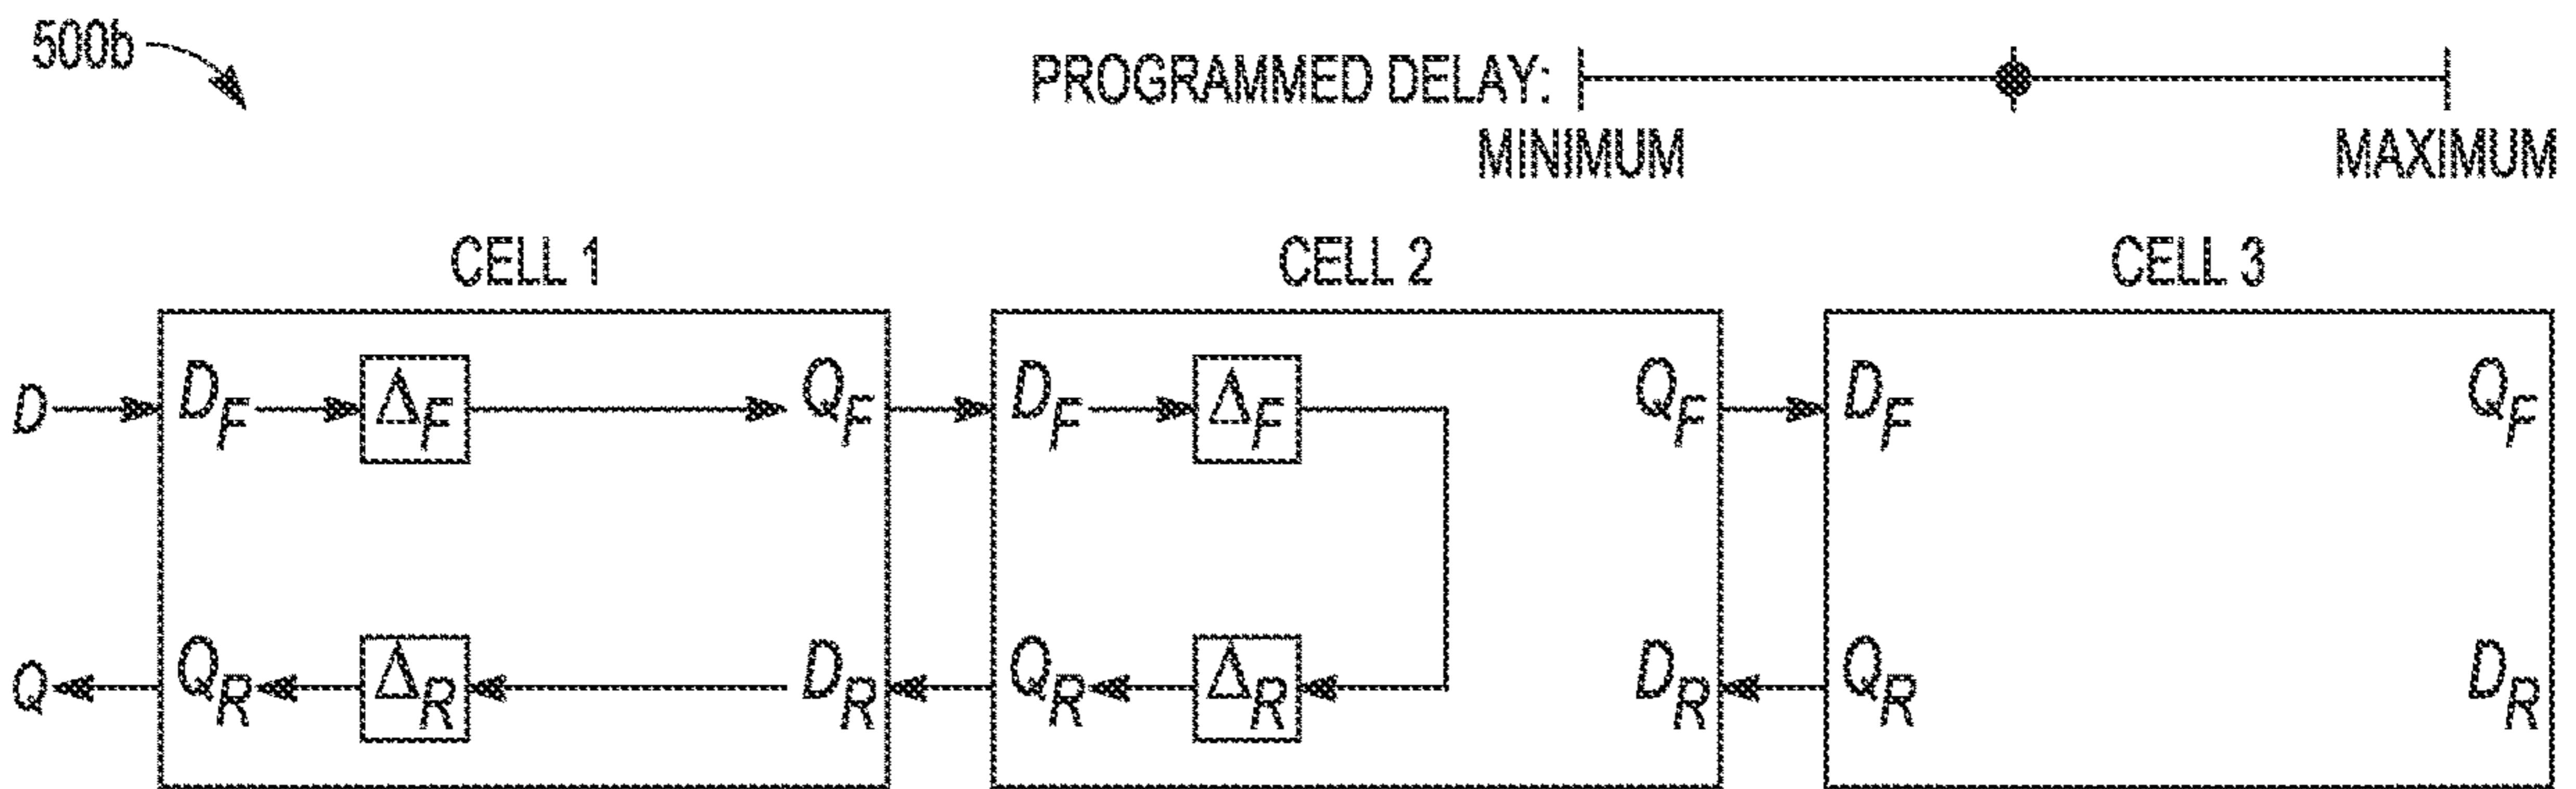 500b
PROGRAMMED DELAY:
MINIMUM MAXIMUM
CELL 1 CELL 2 CELL 3
D D_F Δ_F Q_F D_F Δ_F Q_F D_F Q_F
Q Q_R Δ_R D_R Q_R Δ_R D_R Q_R D_R